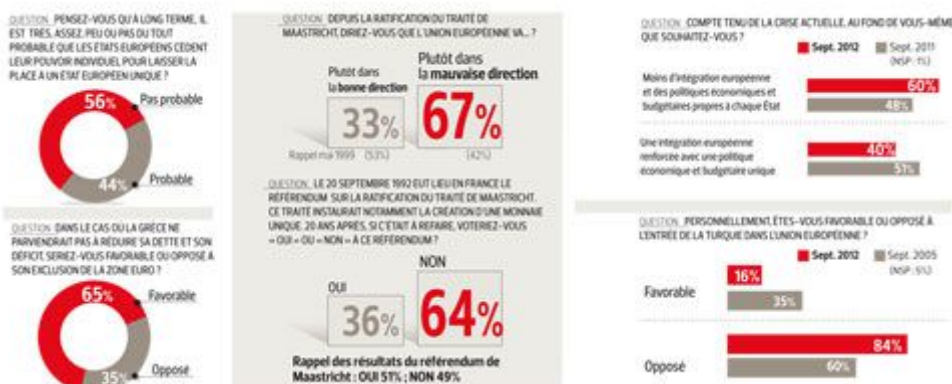 QUESTION PENSEZ-VOUS QU'À LONG TERME, IL
EST TRÈS, ASSEZ, PEU OU PAS DU TOUT
PROBABLE QUE LES ÉTATS EUROPÉENS CÈDENT
LEUR POUVOIR INDIVIDUEL POUR LAISSER LA
PLACE À UN ÉTAT EUROPÉEN UNIQUE ?
56% Pas probable
44% Probable
QUESTION DANS LE CAS OÙ LA GRÈCE NE
PARVIENDRAIT PAS À RÉDUIRE SA DETTE ET SON
DÉFICIT, SERIEZ-VOUS FAVORABLE OU OPPOSÉ À
SON EXCLUSION DE LA ZONE EURO ?
65% Favorable
35% Opposé
QUESTION DEPUIS LA RATIFICATION DU TRAITÉ DE
MAASTRICHT, DIRIEZ-VOUS QUE L'UNION EUROPÉENNE VA... ?
Plutôt dans
la bonne direction
33%
Plutôt dans
la mauvaise direction
67%
Rappel mai 1999 (53%)
(42%)
QUESTION LE 20 SEPTEMBRE 1992 EUT LIEU EN FRANCE LE
RÉFÉRENDUM SUR LA RATIFICATION DU TRAITÉ DE MAASTRICHT.
CE TRAITÉ INSTAURAIT NOTAMMENT LA CRÉATION D'UNE MONNAIE
UNIQUE. 20 ANS APRÈS, SI C'ÉTAIT À REFAIRE, VOTERIEZ-VOUS
« OUI » OU « NON » À CE RÉFÉRENDUM ?
OUI
36%
NON
64%
Rappel des résultats du référendum de
Maastricht : OUI 51% ; NON 49%
QUESTION COMPTE TENU DE LA CRISE ACTUELLE, AU FOND DE VOUS-MÊME
QUE SOUHAITEZ-VOUS ?
Sept. 2012 Sept. 2011
(NSP : 1%)
Moins d'intégration européenne
et des politiques économiques et
budgétaires propres à chaque État
60%
48%
Une intégration européenne
renforcée avec une politique
économique et budgétaire unique
40%
51%
QUESTION PERSONNELLEMENT, ÊTES-VOUS FAVORABLE OU OPPOSÉ À
L'ENTRÉE DE LA TURQUIE DANS L'UNION EUROPÉENNE ?
Sept. 2012 Sept. 2005
(NSP : 5%)
Favorable
16%
35%
Opposé
84%
60%